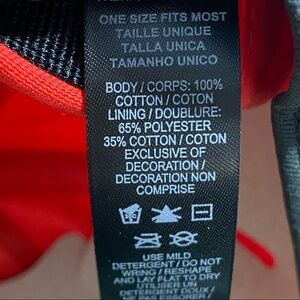 ONE SIZE FITS MOST
TAILLE UNIQUE
TALLA UNICA
TAMANHO UNICO
BODY / CORPS: 100%
COTTON / COTON
LINING / DOUBLURE:
65% POLYESTER
35% COTTON / COTON
EXCLUSIVE OF
DECORATION /
DECORATION NON
COMPRISE
USE MILD
DETERGENT / DO NOT
WRING / RESHAPE
AND LAY FLAT TO DRY
UTILISER UN
DETERGENT DOUX /